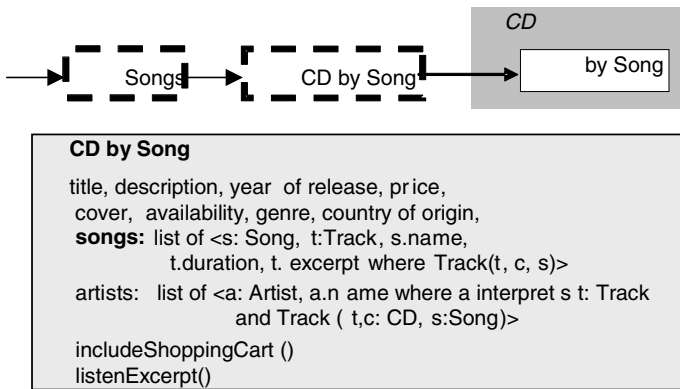 CD
Songs
CD by Song
by Song
CD by Song
title, description, year of release, price,
cover, availability, genre, country of origin,
songs: list of <s: Song, t:Track, s.name,
t.duration, t. excerpt where Track(t, c, s)>
artists: list of <a: Artist, a.n ame where a interpret s t: Track
and Track ( t,c: CD, s:Song)>
includeShoppingCart ()
listenExcerpt()